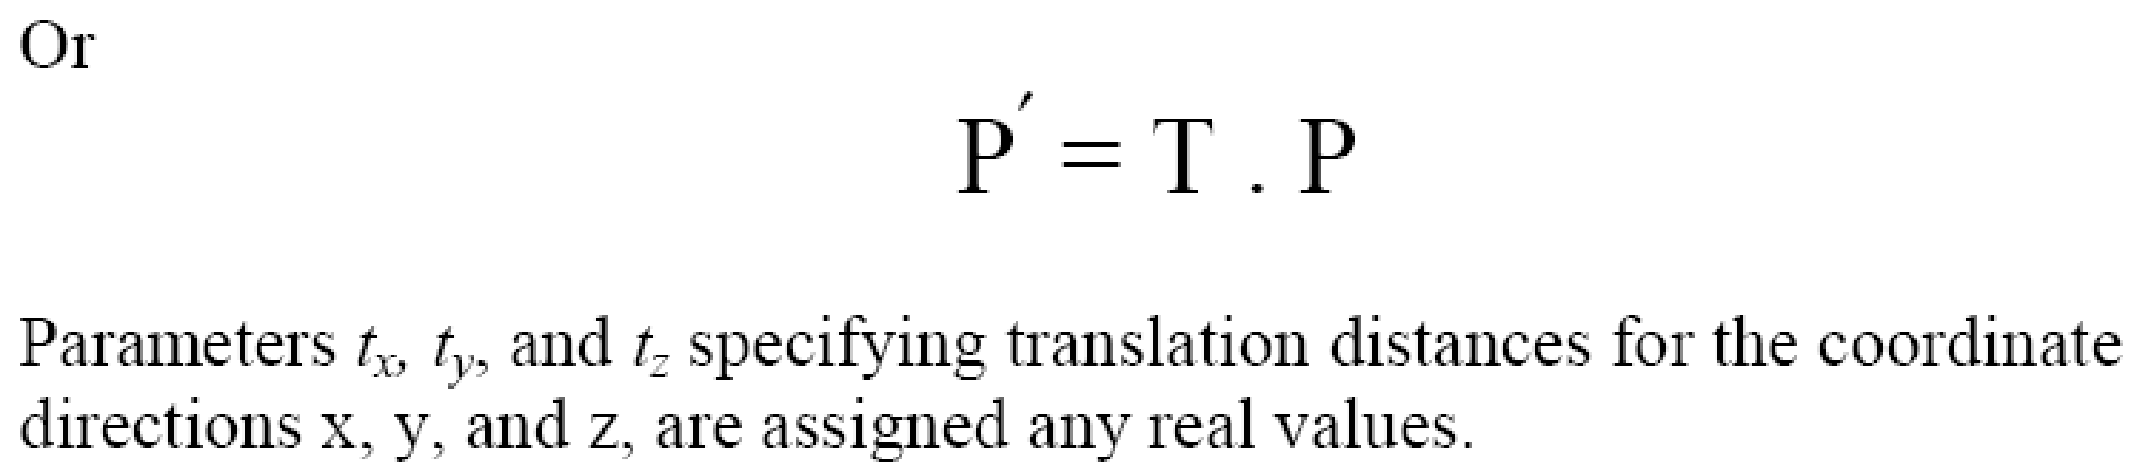 Or
P′ = T . P
Parameters tx, ty, and tz specifying translation distances for the coordinate
directions x, y, and z, are assigned any real values.